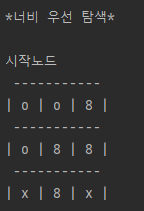 *너비 우선 탐색*
시작노드
-----------
| o | o | 8 |
-----------
| o | 8 | 8 |
-----------
| x | 8 | x |